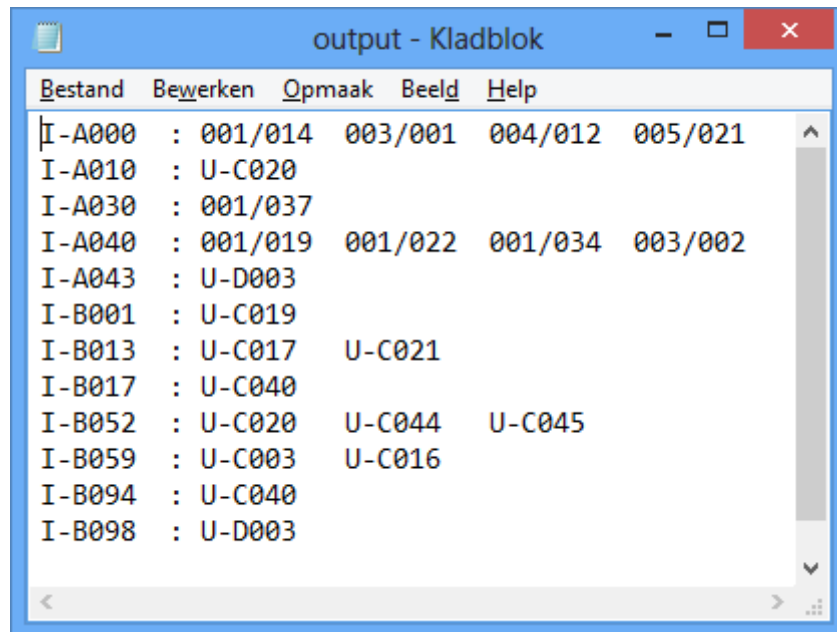 output - Kladblok
Bestand Bewerken Opmaak Beeld Help
I-A000 : 001/014 003/001 004/012 005/021
I-A010 : U-C020
I-A030 : 001/037
I-A040 : 001/019 001/022 001/034 003/002
I-A043 : U-D003
I-B001 : U-C019
I-B013 : U-C017 U-C021
I-B017 : U-C040
I-B052 : U-C020 U-C044 U-C045
I-B059 : U-C003 U-C016
I-B094 : U-C040
I-B098 : U-D003